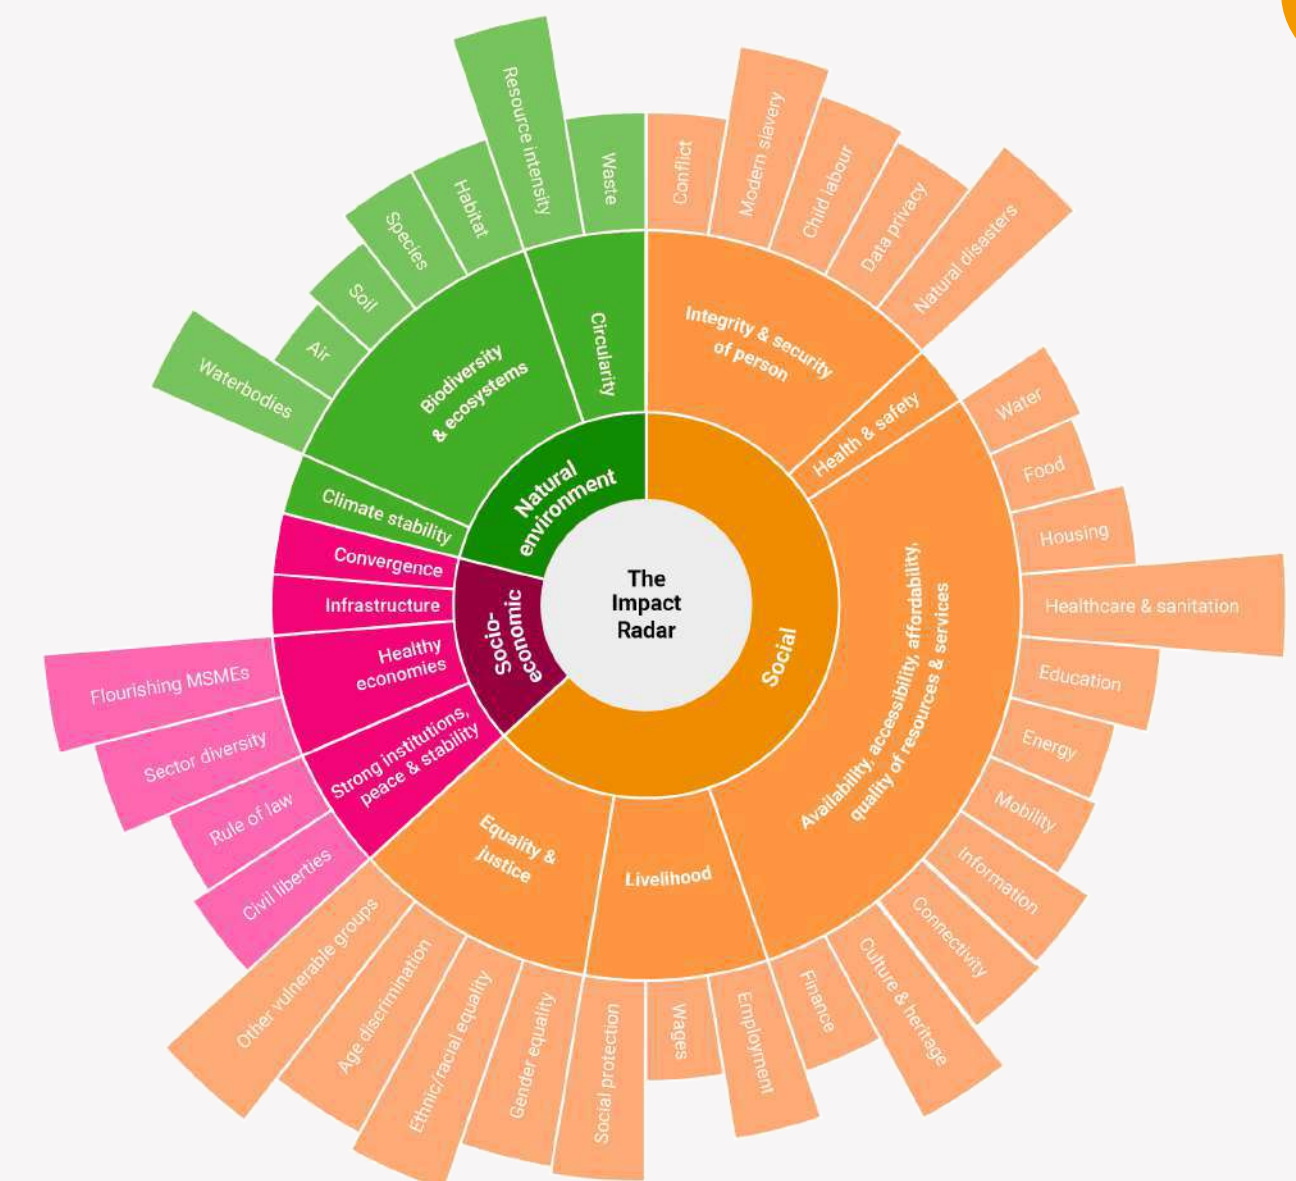 The
Impact
Radar
Social
Integrity & security
of person
Conflict
Modern slavery
Child labour
Data privacy
Natural disasters
Health & safety
Availability, accessibility, affordability,
quality of resources & services
Water
Food
Housing
Healthcare & sanitation
Education
Energy
Mobility
Information
Connectivity
Culture & heritage
Finance
Livelihood
Employment
Wages
Social protection
Equality &
justice
Gender equality
Ethnic/racial equality
Age discrimination
Other vulnerable groups
Socio-
economic
Strong institutions,
peace & stability
Civil liberties
Rule of law
Healthy
economies
Sector diversity
Flourishing MSMEs
Infrastructure
Convergence
Natural
environment
Climate stability
Biodiversity
& ecosystems
Waterbodies
Air
Soil
Species
Habitat
Circularity
Resource intensity
Waste